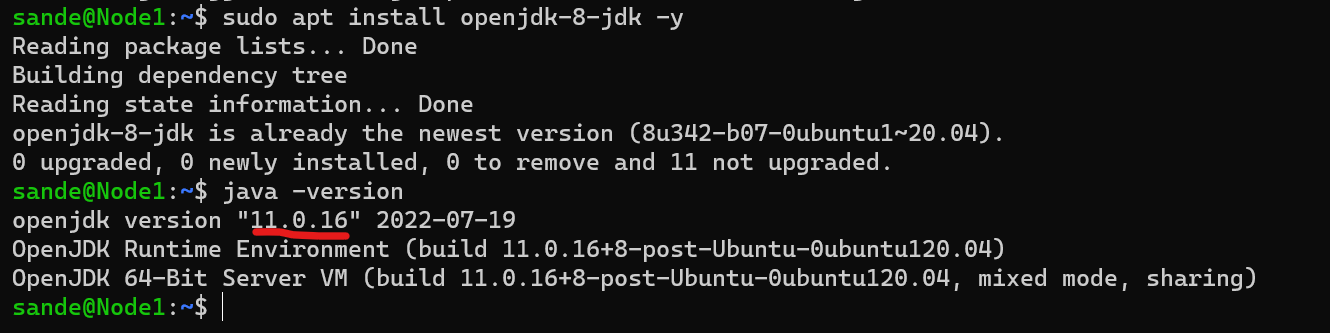 sande@Node1:~$ sudo apt install openjdk-8-jdk -y
Reading package lists... Done
Building dependency tree
Reading state information... Done
openjdk-8-jdk is already the newest version (8u342-b07-0ubuntu1~20.04).
0 upgraded, 0 newly installed, 0 to remove and 11 not upgraded.
sande@Node1:~$ java -version
openjdk version "11.0.16" 2022-07-19
OpenJDK Runtime Environment (build 11.0.16+8-post-Ubuntu-0ubuntu120.04)
OpenJDK 64-Bit Server VM (build 11.0.16+8-post-Ubuntu-0ubuntu120.04, mixed mode, sharing)
sande@Node1:~$